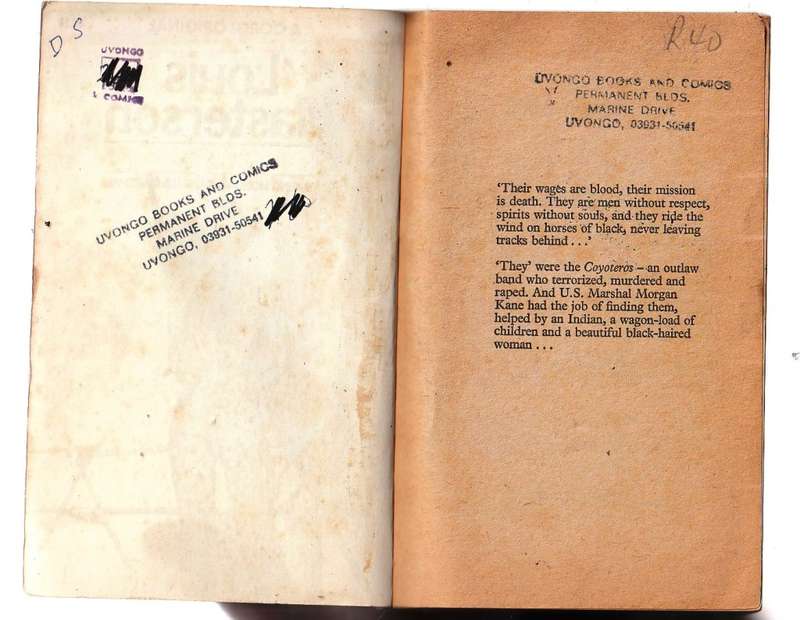 D S
UVONGO
& COMICS
UVONGO BOOKS AND COMICS
PERMANENT BLDS.
MARINE DRIVE
UVONGO, 03931-50541
R40
UVONGO BOOKS AND COMICS
PERMANENT BLDS.
MARINE DRIVE
UVONGO, 03931-50541
‘Their wages are blood, their mission
is death. They are men without respect,
spirits without souls, and they ride the
wind on horses of black, never leaving
tracks behind . . .’
‘They’ were the Coyoteros – an outlaw
band who terrorized, murdered and
raped. And U.S. Marshal Morgan
Kane had the job of finding them,
helped by an Indian, a wagon-load of
children and a beautiful black-haired
woman . . .